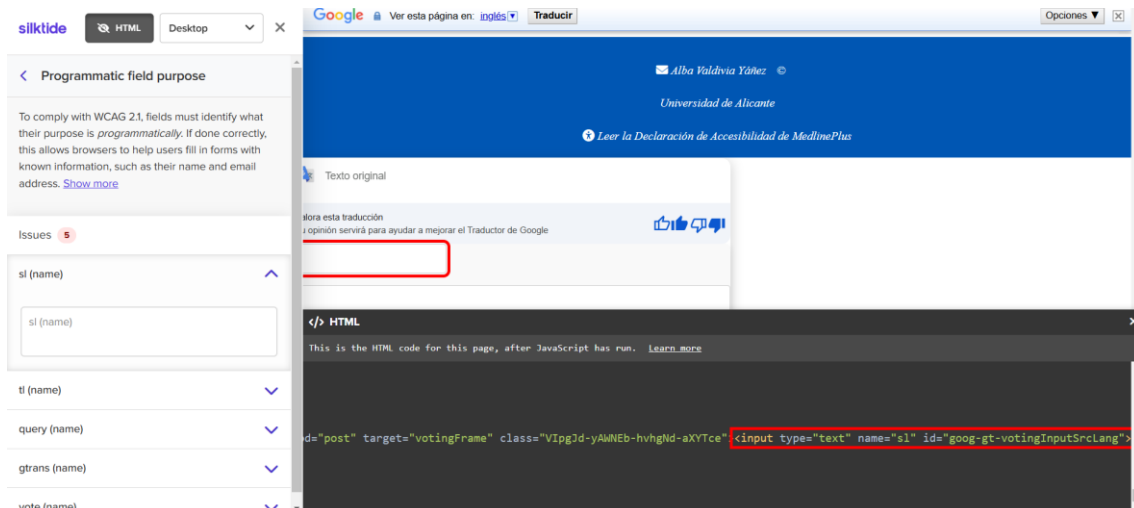 silktide
HTML
Desktop
Programmatic field purpose
To comply with WCAG 2.1, fields must identify what
their purpose is programmatically. If done correctly,
this allows browsers to help users fill in forms with
known information, such as their name and email
address. Show more
Issues 5
sl (name)
sl (name)
tl (name)
query (name)
gtrans (name)
vote (name)
Google Ver esta página en: inglés Traducir Opciones ▼
Alba Valdivia Yáñez ©
Universidad de Alicante
Leer la Declaración de Accesibilidad de MedlinePlus
Texto original
alora esta traducción
u opinión servirá para ayudar a mejorar el Traductor de Google
</> HTML
This is the HTML code for this page, after JavaScript has run. Learn more
d="post" target="votingFrame" class="VIpgJd-yAWNEb-hvhgNd-aXYTce"><input type="text" name="sl" id="goog-gt-votingInputSrcLang">